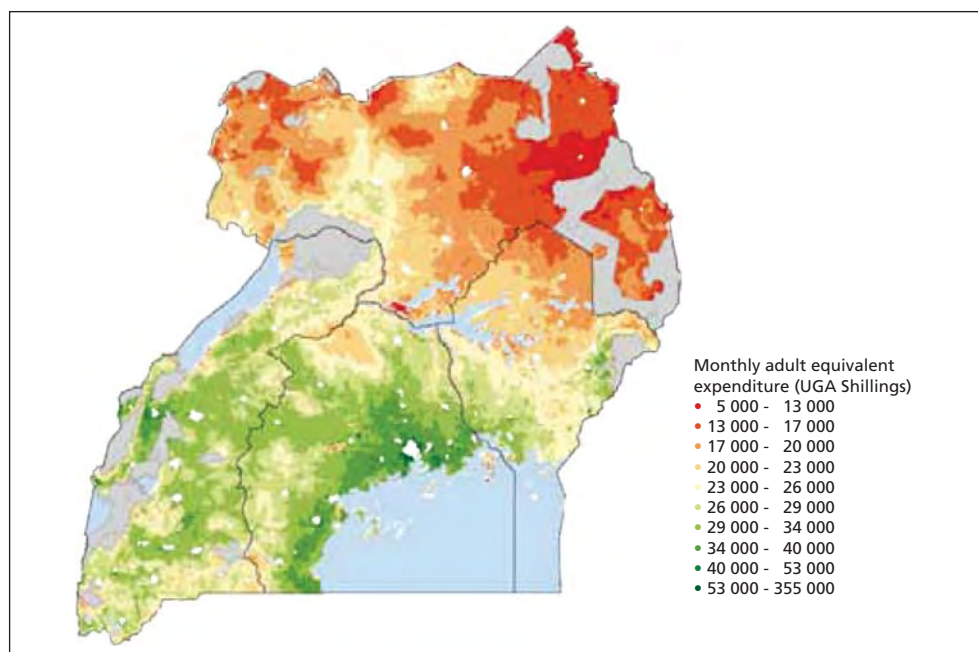 Monthly adult equivalent
expenditure (UGA Shillings)
5 000 - 13 000
13 000 - 17 000
17 000 - 20 000
20 000 - 23 000
23 000 - 26 000
26 000 - 29 000
29 000 - 34 000
34 000 - 40 000
40 000 - 53 000
53 000 - 355 000